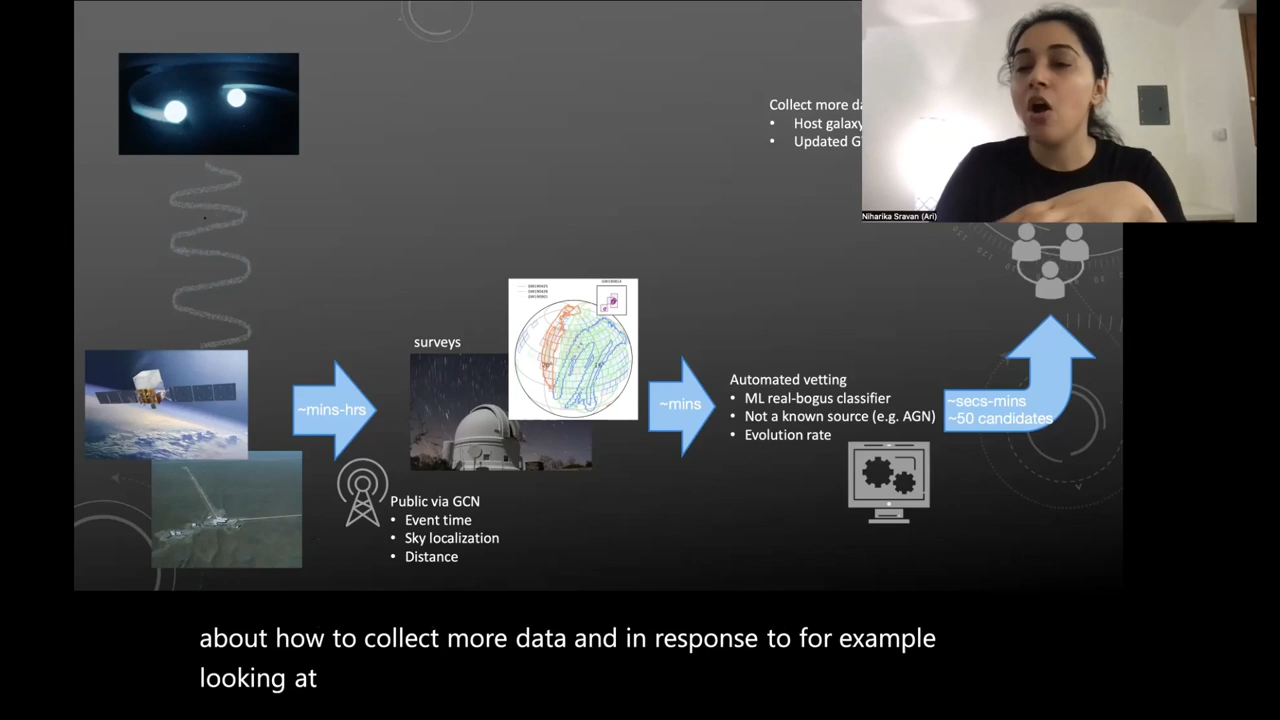 Collect more da
• Host galaxy
• Updated G
Niharika Sravan (Ari)
surveys
~mins-hrs
~mins
Automated vetting
• ML real-bogus classifier
• Not a known source (e.g. AGN)
• Evolution rate
~secs-mins
~50 candidates
Public via GCN
• Event time
• Sky localization
• Distance
about how to collect more data and in response to for example
looking at